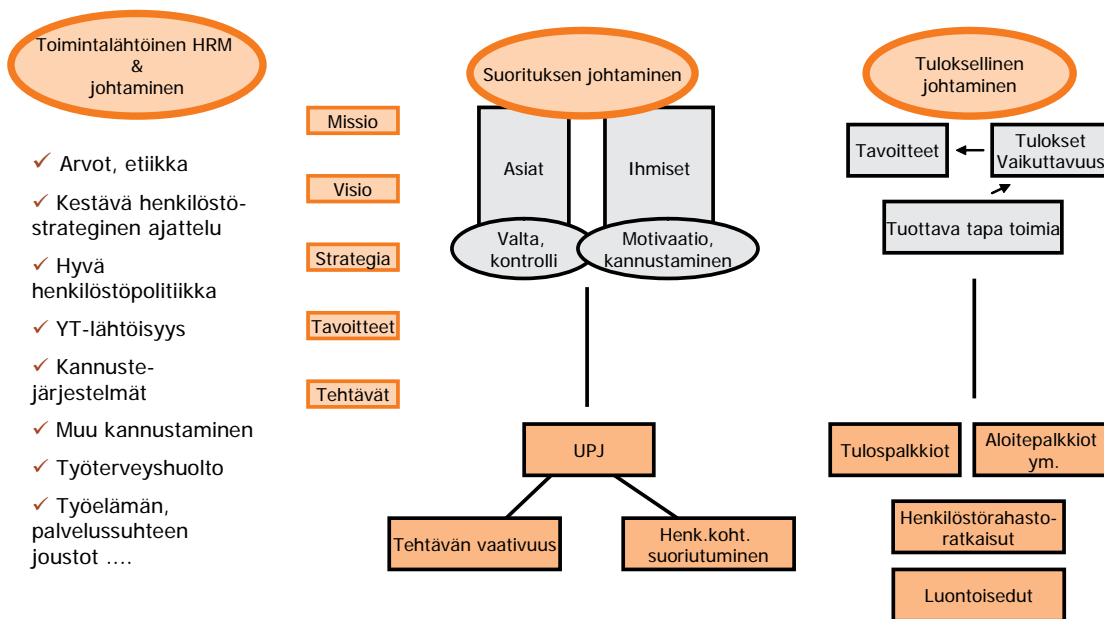 Toimintalähtöinen HRM
&
johtaminen
Arvot, etiikka
Kestävä henkilöstö-
strateginen ajattelu
Hyvä
henkilöstöpolitiikka
YT-lähtöisyys
Kannuste-
järjestelmät
Muu kannustaminen
Työterveyshuolto
Työelämän,
palvelussuhteen
joustot ....
Missio
Visio
Strategia
Tavoitteet
Tehtävät
Suorituksen johtaminen
Asiat
Ihmiset
Valta,
kontrolli
Motivaatio,
kannustaminen
UPJ
Tehtävän vaativuus
Henk.koht.
suoriutuminen
Tuloksellinen
johtaminen
Tavoitteet
Tulokset
Vaikuttavuus
Tuottava tapa toimia
Tulospalkkiot
Aloitepalkkiot
ym.
Henkilöstörahasto-
ratkaisut
Luontoisedut